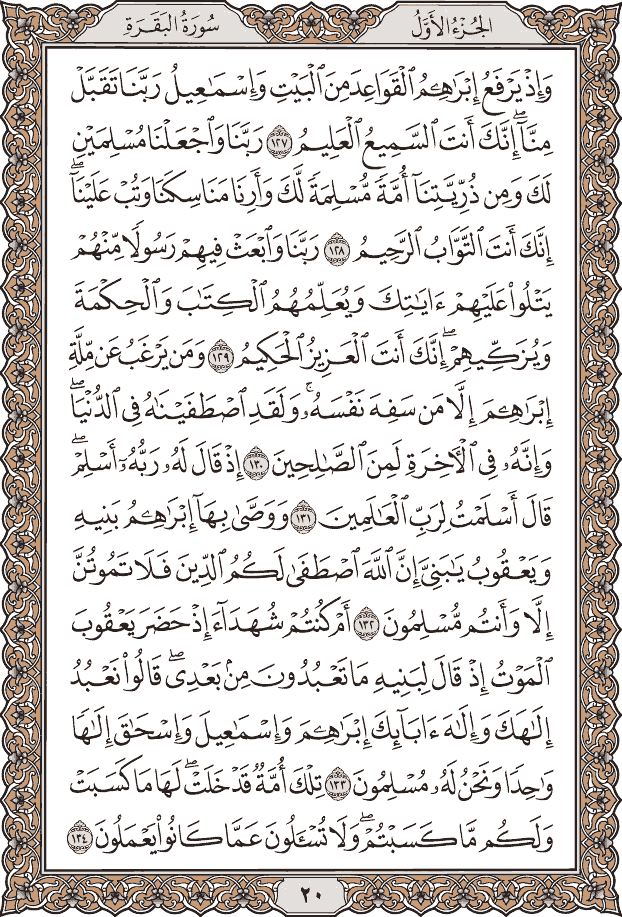 الجُزْءُ الأَوَّلُ
سُورَةُ البَقَرَةِ
وَإِذْ يَرْفَعُ إِبْرَٰهِـۧمُ ٱلْقَوَاعِدَ مِنَ ٱلْبَيْتِ وَإِسْمَٰعِيلُ رَبَّنَا تَقَبَّلْ
مِنَّآ ۖ إِنَّكَ أَنتَ ٱلسَّمِيعُ ٱلْعَلِيمُ ١٢٧ رَبَّنَا وَٱجْعَلْنَا مُسْلِمَيْنِ
لَكَ وَمِن ذُرِّيَّتِنَآ أُمَّةً مُّسْلِمَةً لَّكَ وَأَرِنَا مَنَاسِكَنَا وَتُبْ عَلَيْنَآ ۖ
إِنَّكَ أَنتَ ٱلتَّوَّابُ ٱلرَّحِيمُ ١٢٨ رَبَّنَا وَٱبْعَثْ فِيهِمْ رَسُولًا مِّنْهُمْ
يَتْلُوا۟ عَلَيْهِمْ ءَايَٰتِكَ وَيُعَلِّمُهُمُ ٱلْكِتَٰبَ وَٱلْحِكْمَةَ
وَيُزَكِّيهِمْ ۚ إِنَّكَ أَنتَ ٱلْعَزِيزُ ٱلْحَكِيمُ ١٢٩ وَمَن يَرْغَبُ عَن مِّلَّةِ
إِبْرَٰهِـۧمَ إِلَّا مَن سَفِهَ نَفْسَهُۥ ۚ وَلَقَدِ ٱصْطَفَيْنَٰهُ فِى ٱلدُّنْيَا ۖ
وَإِنَّهُۥ فِى ٱلْءَاخِرَةِ لَمِنَ ٱلصَّٰلِحِينَ ١٣٠ إِذْ قَالَ لَهُۥ رَبُّهُۥٓ أَسْلِمْ ۖ
قَالَ أَسْلَمْتُ لِرَبِّ ٱلْعَٰلَمِينَ ١٣١ وَوَصَّىٰ بِهَآ إِبْرَٰهِـۧمُ بَنِيهِ
وَيَعْقُوبُ يَٰبَنِىَّ إِنَّ ٱللَّهَ ٱصْطَفَىٰ لَكُمُ ٱلدِّينَ فَلَا تَمُوتُنَّ
إِلَّا وَأَنتُم مُّسْلِمُونَ ١٣٢ أَمْ كُنتُمْ شُهَدَآءَ إِذْ حَضَرَ يَعْقُوبَ
ٱلْمَوْتُ إِذْ قَالَ لِبَنِيهِ مَا تَعْبُدُونَ مِنۢ بَعْدِى ۖ قَالُوا۟ نَعْبُدُ
إِلَٰهَكَ وَإِلَٰهَ ءَابَآئِكَ إِبْرَٰهِـۧمَ وَإِسْمَٰعِيلَ وَإِسْحَٰقَ إِلَٰهًا
وَٰحِدًا وَنَحْنُ لَهُۥ مُسْلِمُونَ ١٣٣ تِلْكَ أُمَّةٌ قَدْ خَلَتْ ۖ لَهَا مَا كَسَبَتْ
وَلَكُم مَّا كَسَبْتُمْ ۖ وَلَا تُسْـَٔلُونَ عَمَّا كَانُوا۟ يَعْمَلُونَ ١٣٤
٢٠